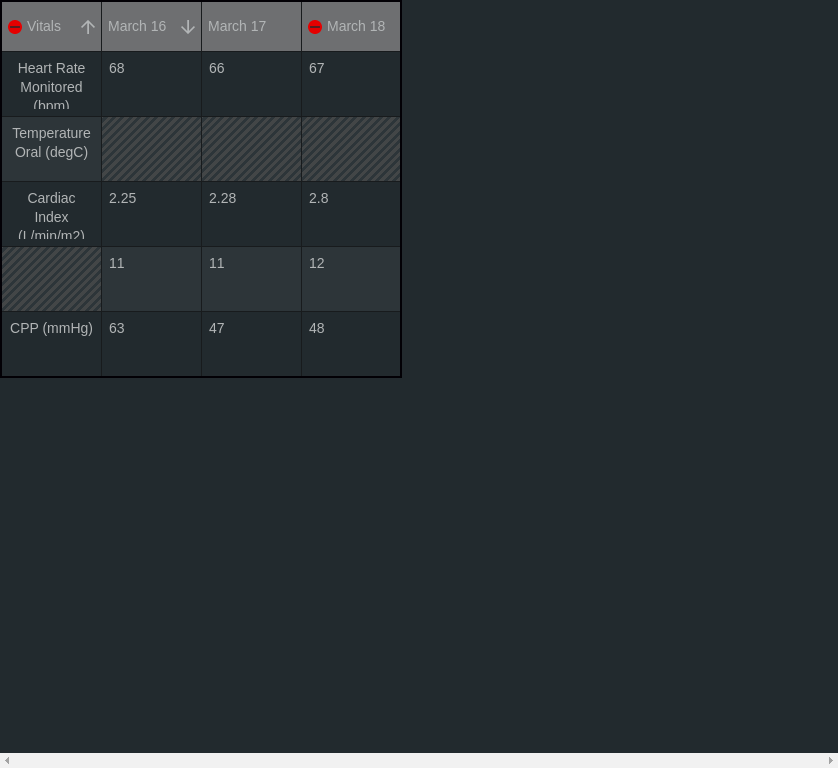 Vitals March 16 March 17 March 18
Heart Rate 68 66 67
Monitored
(bpm)
Temperature
Oral (degC)
Cardiac 2.25 2.28 2.8
Index
(L/min/m2)
11 11 12
CPP (mmHg) 63 47 48